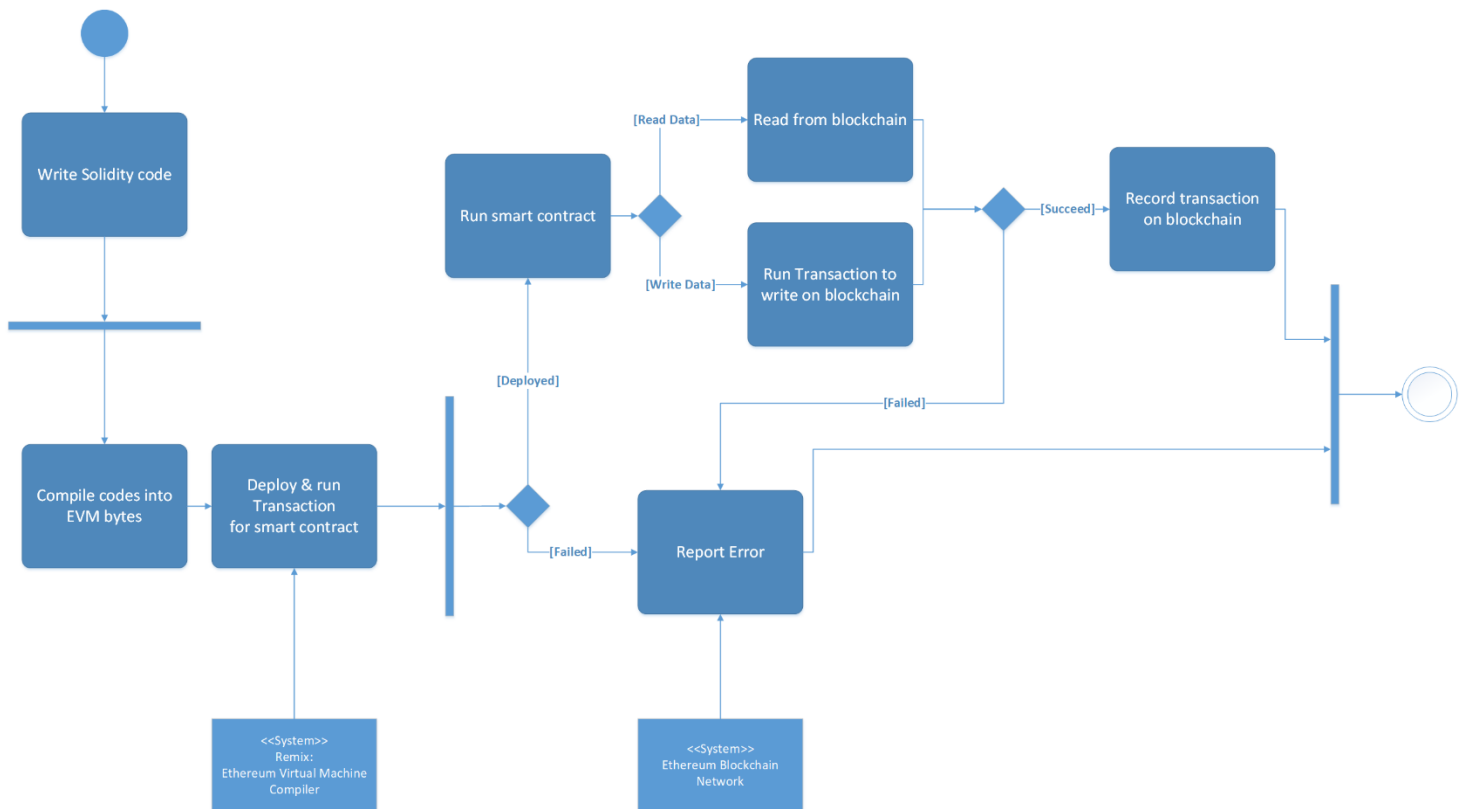 Write Solidity code
Compile codes into
EVM bytes
Deploy & run
Transaction
for smart contract
<<System>>
Remix:
Ethereum Virtual Machine
Compiler
[Deployed]
[Failed]
Run smart contract
[Read Data]
[Write Data]
Read from blockchain
Run Transaction to
write on blockchain
[Succeed]
[Failed]
Record transaction
on blockchain
Report Error
<<System>>
Ethereum Blockchain
Network